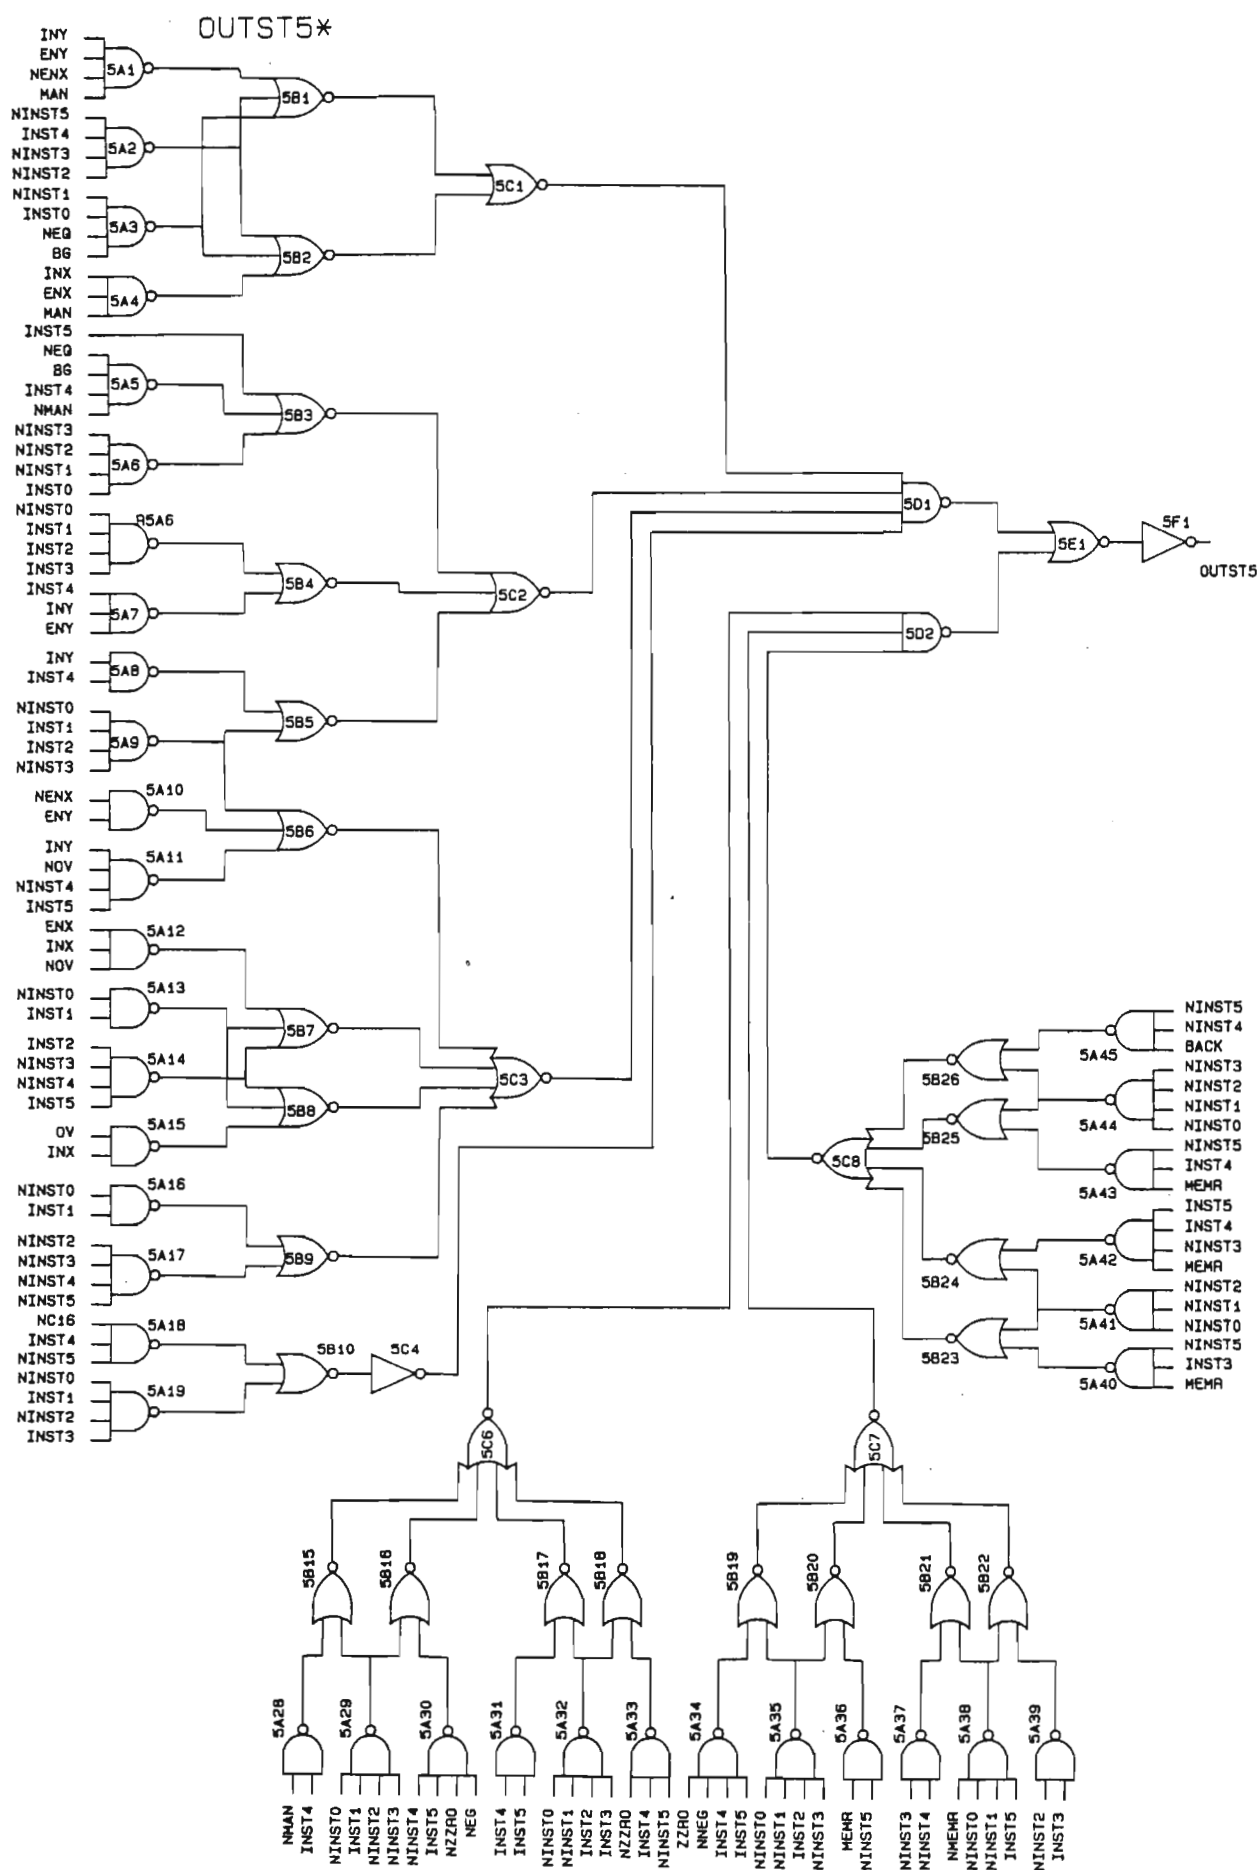 OUTST5*
INY
ENY
NENX
MAN
5A1
NINST5
INST4
NINST3
NINST2
5A2
NINST1
INST0
NEQ
BG
5A3
INX
ENX
MAN
5A4
INST5
NEQ
BG
INST4
NMAN
5A5
NINST3
NINST2
NINST1
INST0
5A6
NINST0
INST1
INST2
INST3
A5A6
INST4
INY
ENY
5A7
INY
INST4
5A8
NINST0
INST1
INST2
NINST3
5A9
NENX
ENY
5A10
INY
NOV
NINST4
INST5
5A11
ENX
INX
NOV
5A12
NINST0
INST1
5A13
INST2
NINST3
NINST4
INST5
5A14
OV
INX
5A15
NINST0
INST1
5A16
NINST2
NINST3
NINST4
NINST5
5A17
NC16
INST4
NINST5
5A18
NINST0
INST1
NINST2
INST3
5A19
5B1
5B2
5B3
5B4
5B5
5B6
5B7
5B8
5B9
5B10
5C1
5C2
5C3
5C4
5D1
5D2
5E1
5F1
OUTST5
NINST5
NINST4
BACK
5A45
NINST3
NINST2
NINST1
NINST0
5A44
NINST5
INST4
MEMR
5A43
INST5
INST4
NINST3
MEMR
5A42
NINST2
NINST1
NINST0
5A41
NINST5
INST3
MEMR
5A40
5B26
5B25
5B24
5B23
5C8
5C6
5C7
5B15
5B16
5B17
5B18
5B19
5B20
5B21
5B22
5A28
5A29
5A30
5A31
5A32
5A33
5A34
5A35
5A36
5A37
5A38
5A39
NMAN
INST4
NINST0
INST1
NINST2
NINST3
NINST4
INST5
NZZR0
NEG
INST4
INST5
NINST0
NINST1
INST2
INST3
NZZR0
INST4
NINST5
ZZR0
NNEG
INST4
INST5
NINST0
NINST1
INST2
NINST3
MEMR
NINST5
NINST3
NINST4
NMEMR
NINST0
NINST1
INST5
NINST2
INST3